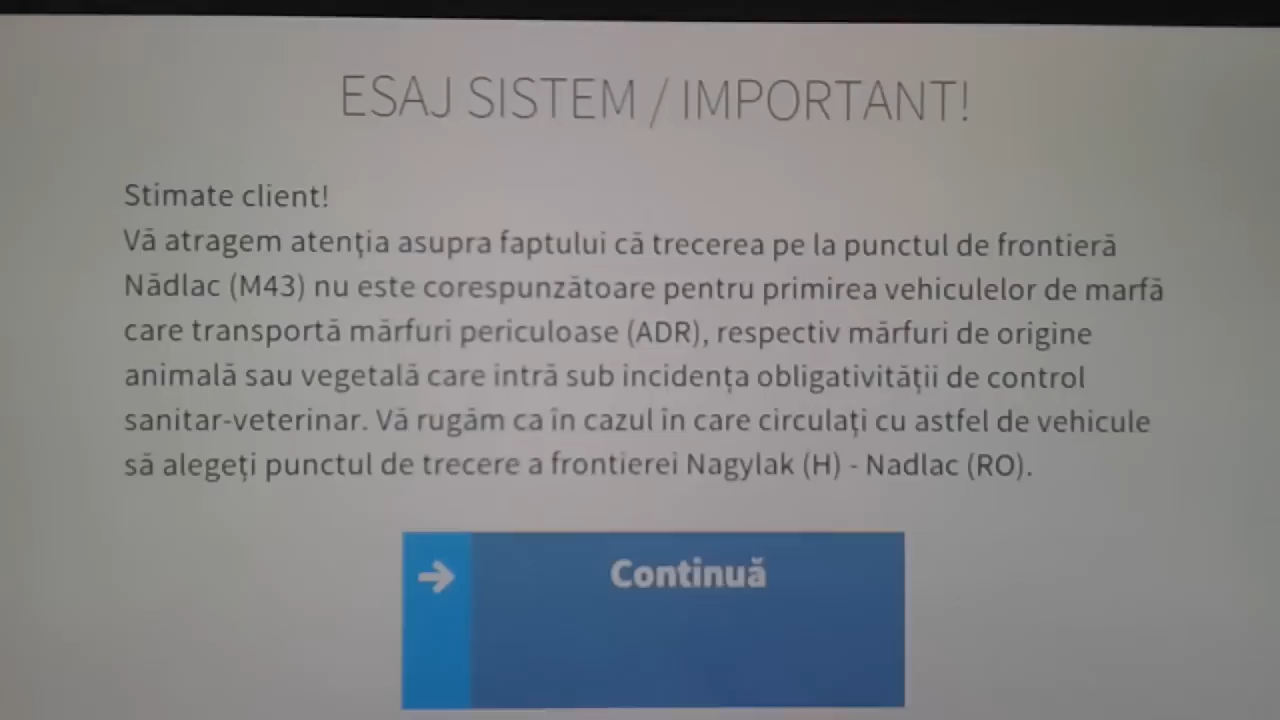 ESAJ SISTEM / IMPORTANT!
Stimate client!
Vă atragem atenția asupra faptului că trecerea pe la punctul de frontieră
Nădlac (M43) nu este corespunzătoare pentru primirea vehiculelor de marfă
care transportă mărfuri periculoase (ADR), respectiv mărfuri de origine
animală sau vegetală care intră sub incidența obligativității de control
sanitar-veterinar. Vă rugăm ca în cazul în care circulați cu astfel de vehicule
să alegeți punctul de trecere a frontierei Nagylak (H) - Nadlac (RO).
Continuă